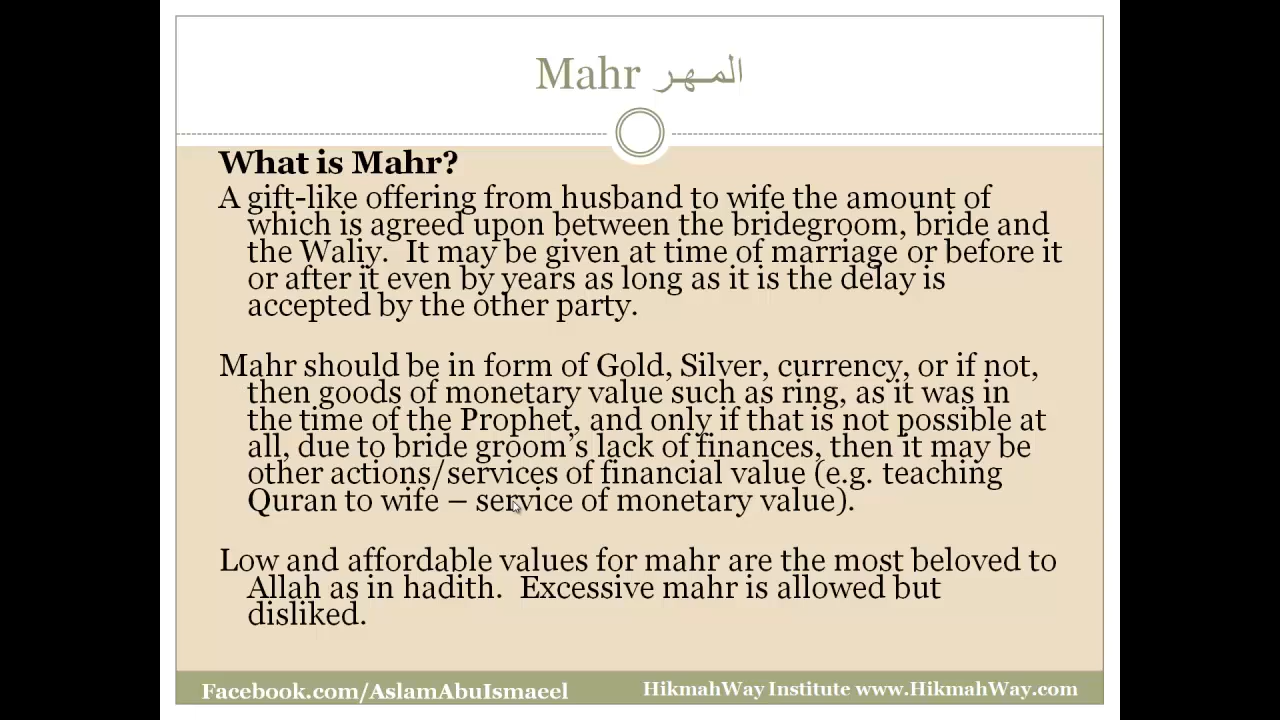 Mahr المـهـر
What is Mahr?
A gift-like offering from husband to wife the amount of
which is agreed upon between the bridegroom, bride and
the Waliy.  It may be given at time of marriage or before it
or after it even by years as long as it is the delay is
accepted by the other party.
Mahr should be in form of Gold, Silver, currency, or if not,
then goods of monetary value such as ring, as it was in
the time of the Prophet, and only if that is not possible at
all, due to bride groom’s lack of finances, then it may be
other actions/services of financial value (e.g. teaching
Quran to wife – service of monetary value).
Low and affordable values for mahr are the most beloved to
Allah as in hadith.  Excessive mahr is allowed but
disliked.
Facebook.com/AslamAbuIsmaeel
HikmahWay Institute www.HikmahWay.com